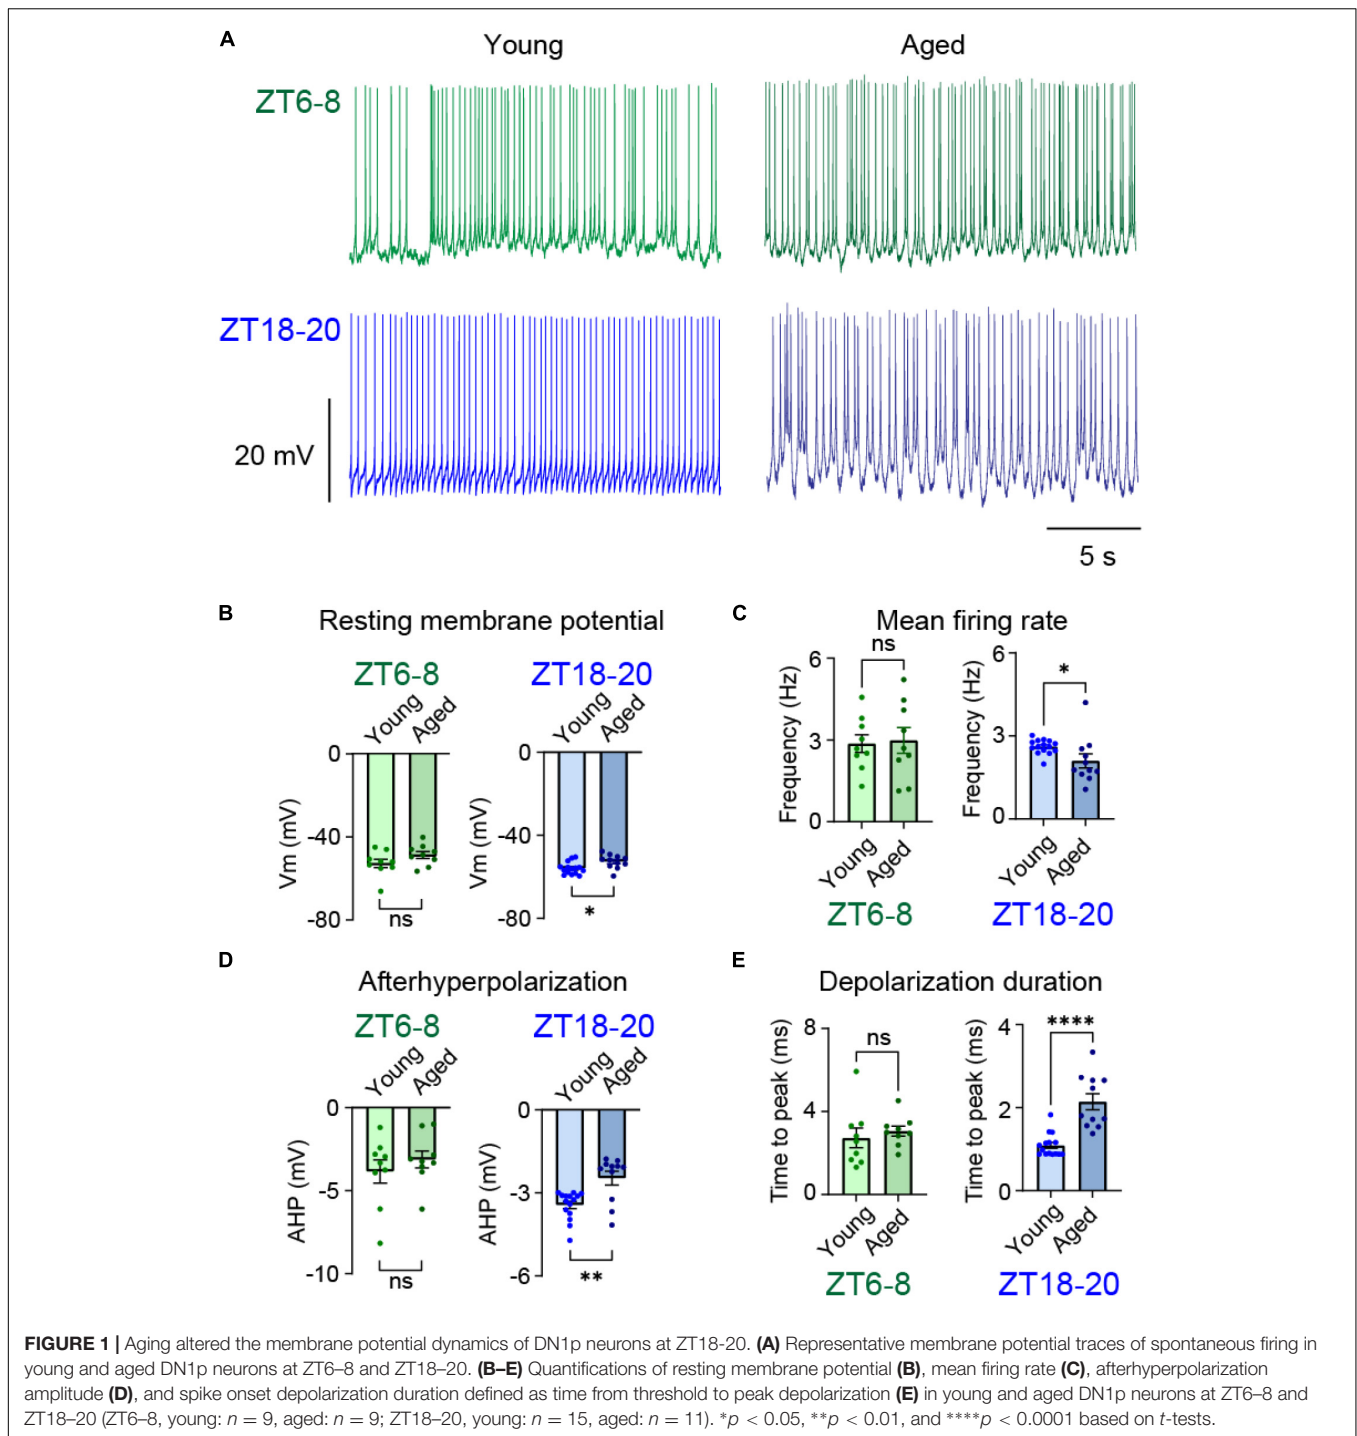 A
Young
Aged
ZT6-8
ZT18-20
20 mV
5 s
B
Resting membrane potential
ZT6-8
ZT18-20
Young
Aged
Young
Aged
Vm (mV)
0
-40
-80
ns
Vm (mV)
0
-40
-80
*
C
Mean firing rate
Frequency (Hz)
6
3
0
ns
Young
Aged
ZT6-8
Frequency (Hz)
6
3
0
*
Young
Aged
ZT18-20
D
Afterhyperpolarization
ZT6-8
ZT18-20
Young
Aged
Young
Aged
AHP (mV)
0
-5
-10
ns
AHP (mV)
0
-3
-6
**
E
Depolarization duration
Time to peak (ms)
8
4
0
ns
Young
Aged
ZT6-8
Time to peak (ms)
4
2
0
****
Young
Aged
ZT18-20
FIGURE 1 | Aging altered the membrane potential dynamics of DN1p neurons at ZT18-20. (A) Representative membrane potential traces of spontaneous firing in
young and aged DN1p neurons at ZT6–8 and ZT18–20. (B–E) Quantifications of resting membrane potential (B), mean firing rate (C), afterhyperpolarization
amplitude (D), and spike onset depolarization duration defined as time from threshold to peak depolarization (E) in young and aged DN1p neurons at ZT6–8 and
ZT18–20 (ZT6–8, young: n = 9, aged: n = 9; ZT18–20, young: n = 15, aged: n = 11). *p < 0.05, **p < 0.01, and ****p < 0.0001 based on t-tests.